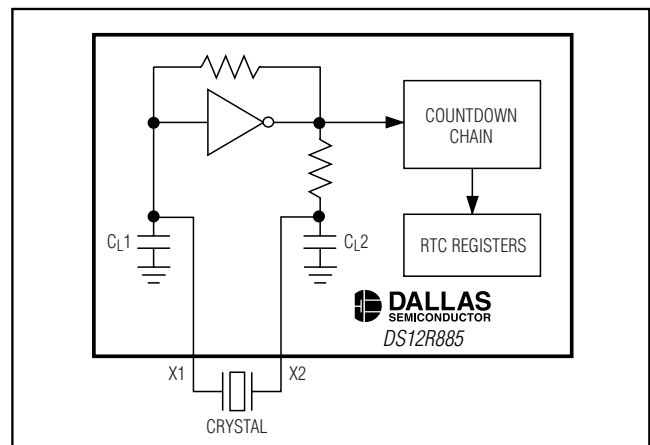 COUNTDOWN
CHAIN
RTC REGISTERS
CL1
CL2
DALLAS
SEMICONDUCTOR
DS12R885
X1
X2
CRYSTAL